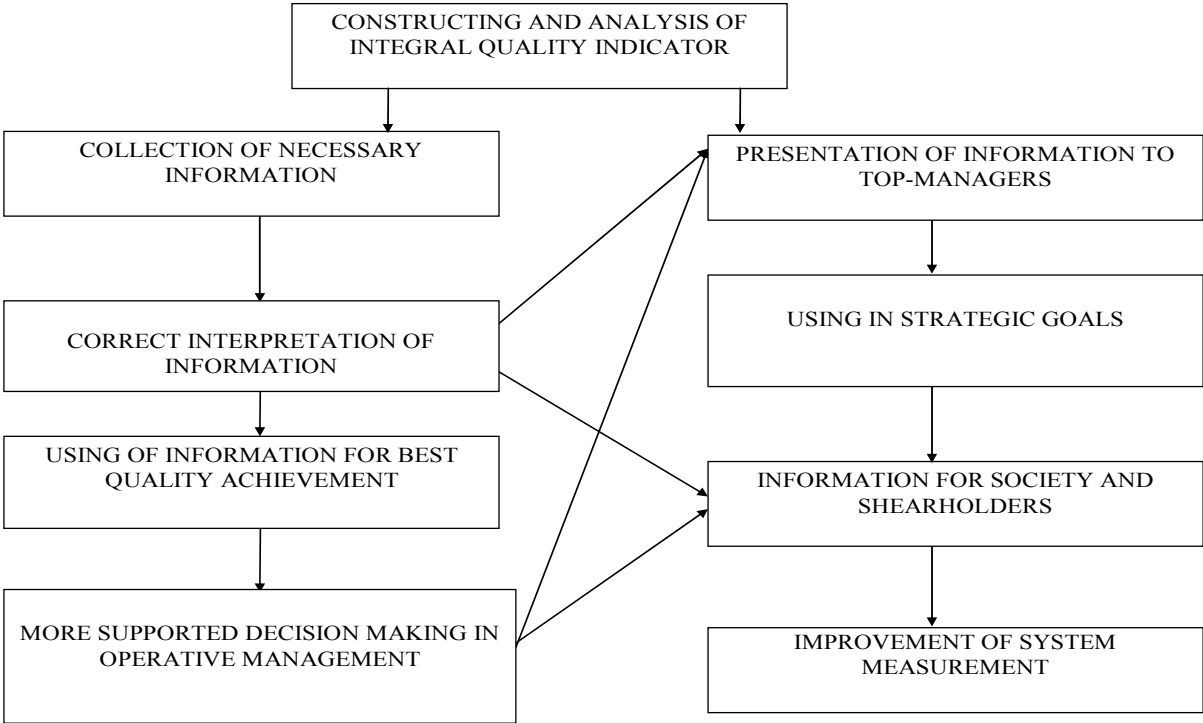 CONSTRUCTING AND ANALYSIS OF
INTEGRAL QUALITY INDICATOR
COLLECTION OF NECESSARY
INFORMATION
PRESENTATION OF INFORMATION TO
TOP-MANAGERS
CORRECT INTERPRETATION OF
INFORMATION
USING IN STRATEGIC GOALS
USING OF INFORMATION FOR BEST
QUALITY ACHIEVEMENT
INFORMATION FOR SOCIETY AND
SHEARHOLDERS
MORE SUPPORTED DECISION MAKING IN
OPERATIVE MANAGEMENT
IMPROVEMENT OF SYSTEM
MEASUREMENT